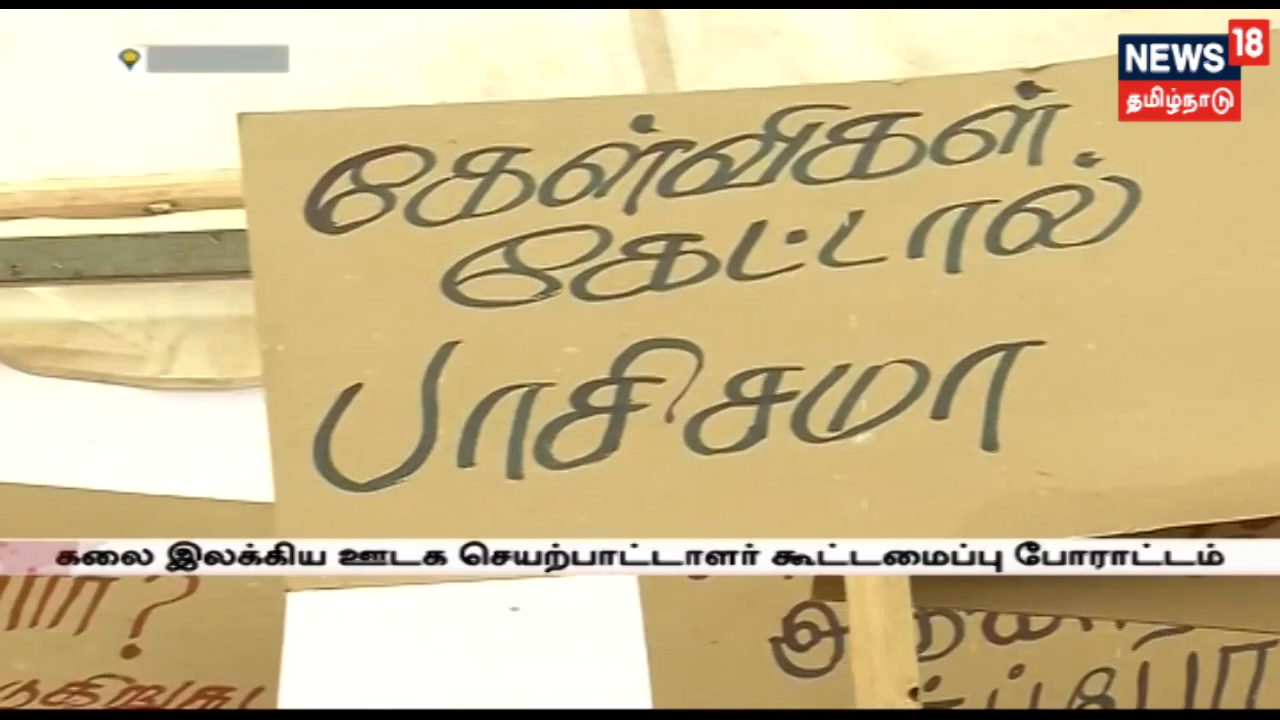 NEWS 18
தமிழ்நாடு
கேள்விகள்
கேட்டால்
பாசிசமா
கலை இலக்கிய ஊடக செயற்பாட்டாளர் கூட்டமைப்பு போராட்டம்